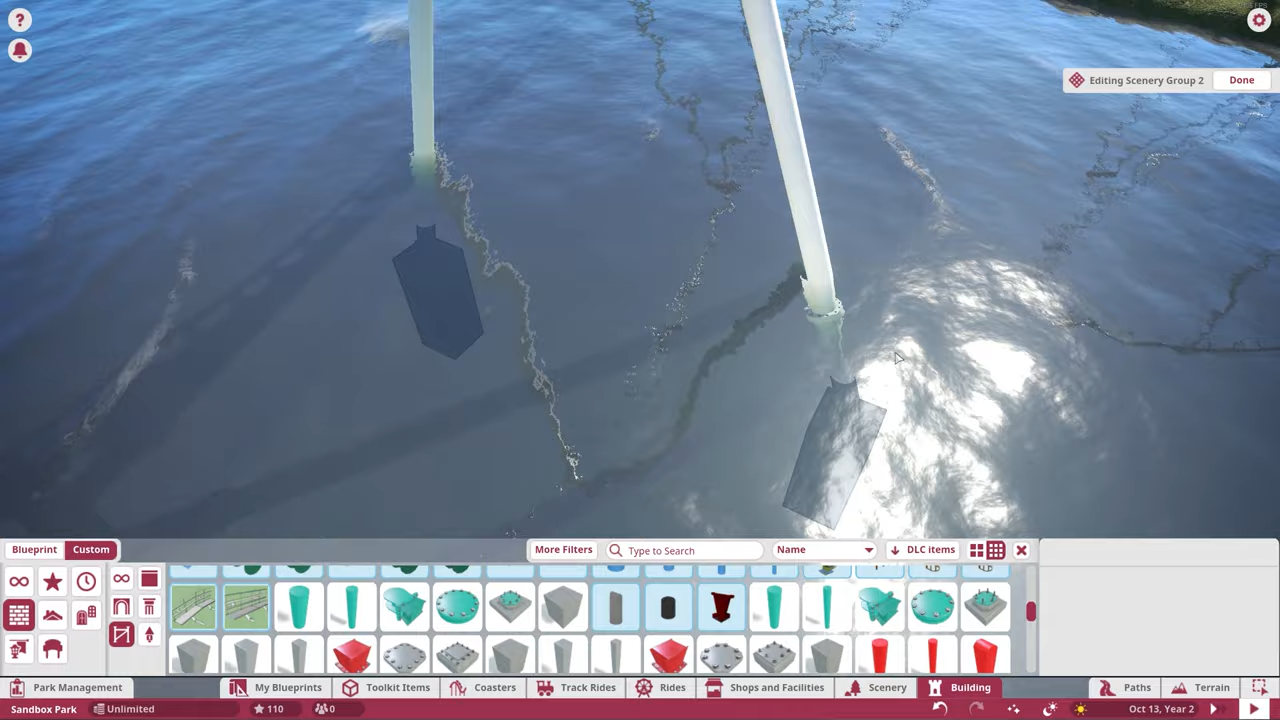 FPS
?
Editing Scenery Group 2
Done
Blueprint
Custom
More Filters
Type to Search
Name
DLC items
Park Management
My Blueprints
Toolkit Items
Coasters
Track Rides
Rides
Shops and Facilities
Scenery
Building
Paths
Terrain
Sandbox Park
Unlimited
110
0
Oct 13, Year 2